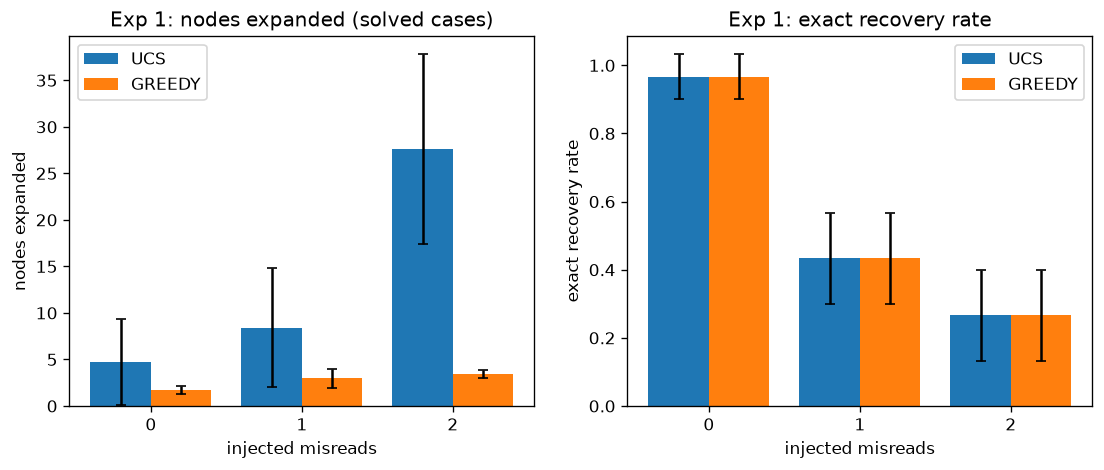 Exp 1: nodes expanded (solved cases)
UCS
GREEDY
35
30
25
20
15
10
5
0
nodes expanded
0 1 2
injected misreads
Exp 1: exact recovery rate
UCS
GREEDY
1.0
0.8
0.6
0.4
0.2
0.0
exact recovery rate
0 1 2
injected misreads